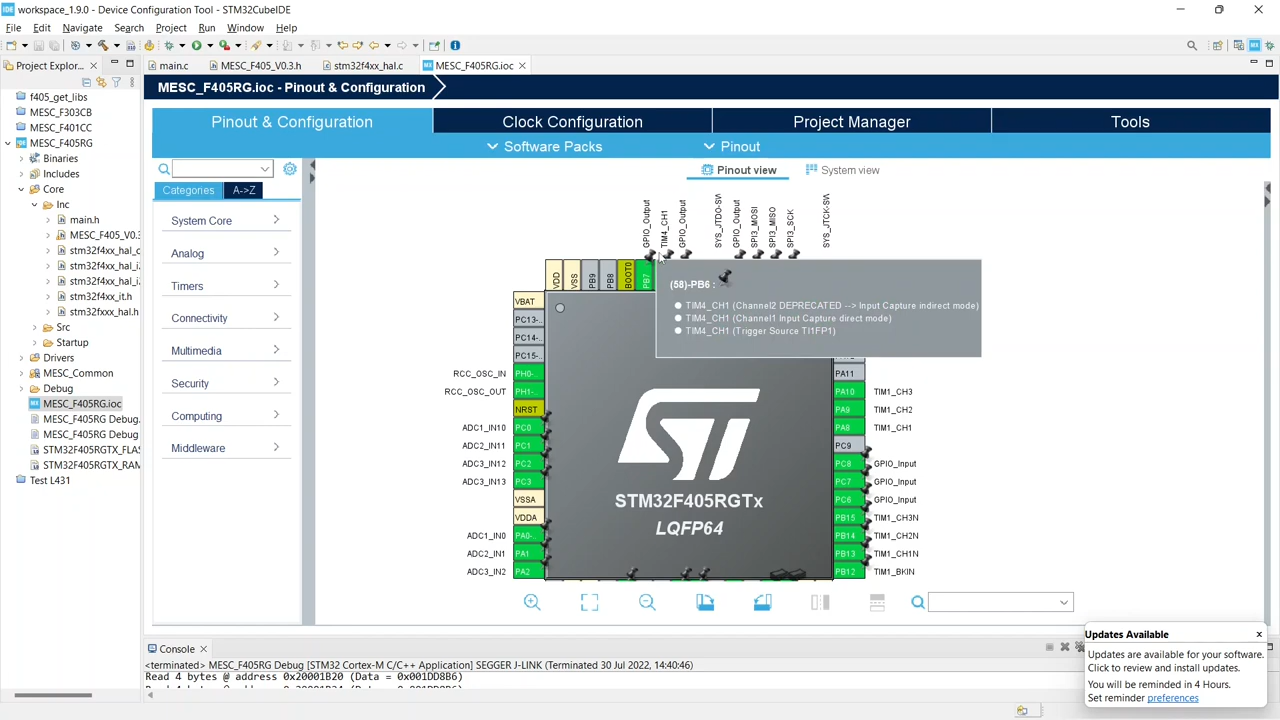 workspace_1.9.0 - Device Configuration Tool - STM32CubeIDE
File Edit Navigate Search Project Run Window Help
Project Explor...
main.c
MESC_F405_V0.3.h
stm32f4xx_hal.c
MESC_F405RG.ioc
f405_get_libs
MESC_F303CB
MESC_F401CC
MESC_F405RG
Binaries
Includes
Core
Inc
main.h
MESC_F405_V0.3
stm32f4xx_hal_c
stm32f4xx_hal_i
stm32f4xx_hal_i
stm32f4xx_it.h
stm32fxxx_hal.h
Src
Startup
Drivers
MESC_Common
Debug
MESC_F405RG.ioc
MESC_F405RG Debug
MESC_F405RG Debug
STM32F405RGTX_FLA
STM32F405RGTX_RAM
Test L431
MESC_F405RG.ioc - Pinout & Configuration
Pinout & Configuration
Clock Configuration
Project Manager
Tools
Software Packs
Pinout
Pinout view
System view
Categories
A->Z
System Core
Analog
Timers
Connectivity
Multimedia
Security
Computing
Middleware
GPIO_Output
TIM4_CH1
GPIO_Output
SYS_JTDO-SW
GPIO_Output
SPI3_MOSI
SPI3_MISO
SPI3_SCK
SYS_JTCK-SW
VDD
VSS
PB9
PB8
BOOT0
PB7
(58)-PB6 :
TIM4_CH1 (Channel2 DEPRECATED --> Input Capture indirect mode)
TIM4_CH1 (Channel1 Input Capture direct mode)
TIM4_CH1 (Trigger Source TI1FP1)
VBAT
PC13-..
PC14-..
PC15-..
RCC_OSC_IN PH0-..
RCC_OSC_OUT PH1-..
NRST
ADC1_IN10 PC0
ADC2_IN11 PC1
ADC3_IN12 PC2
ADC3_IN13 PC3
VSSA
VDDA
ADC1_IN0 PA0-..
ADC2_IN1 PA1
ADC3_IN2 PA2
STM32F405RGTx
LQFP64
PA11
PA10 TIM1_CH3
PA9 TIM1_CH2
PA8 TIM1_CH1
PC9
PC8 GPIO_Input
PC7 GPIO_Input
PC6 GPIO_Input
PB15 TIM1_CH3N
PB14 TIM1_CH2N
PB13 TIM1_CH1N
PB12 TIM1_BKIN
Console
<terminated> MESC_F405RG Debug [STM32 Cortex-M C/C++ Application] SEGGER J-LINK (Terminated 30 Jul 2022, 14:40:46)
Read 4 bytes @ address 0x20001B20 (Data = 0x001DD8B6)
Updates Available
x
Updates are available for your software.
Click to review and install updates.
You will be reminded in 4 Hours.
Set reminder preferences